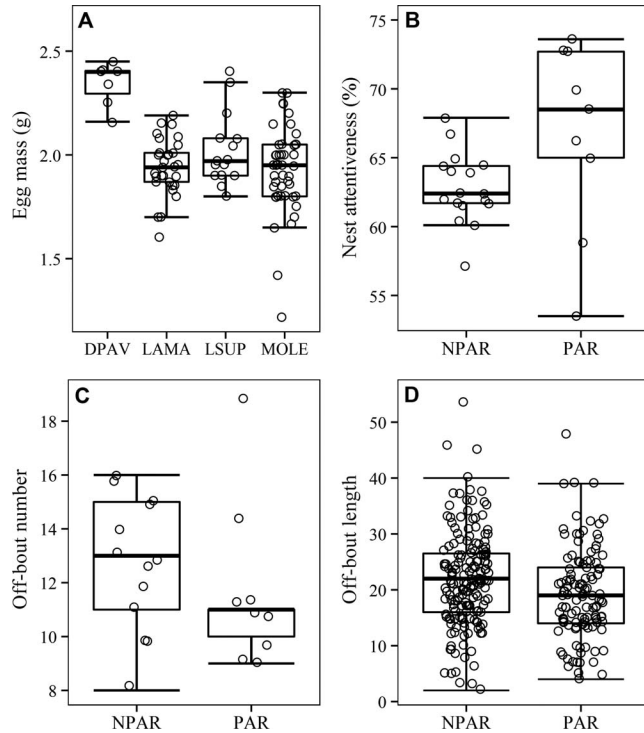 A
Egg mass (g)
2.5
2.0
1.5
DPAV LAMA LSUP MOLE
B
Nest attentiveness (%)
75
70
65
60
55
NPAR PAR
C
Off-bout number
18
16
14
12
10
8
NPAR PAR
D
Off-bout length
50
40
30
20
10
0
NPAR PAR